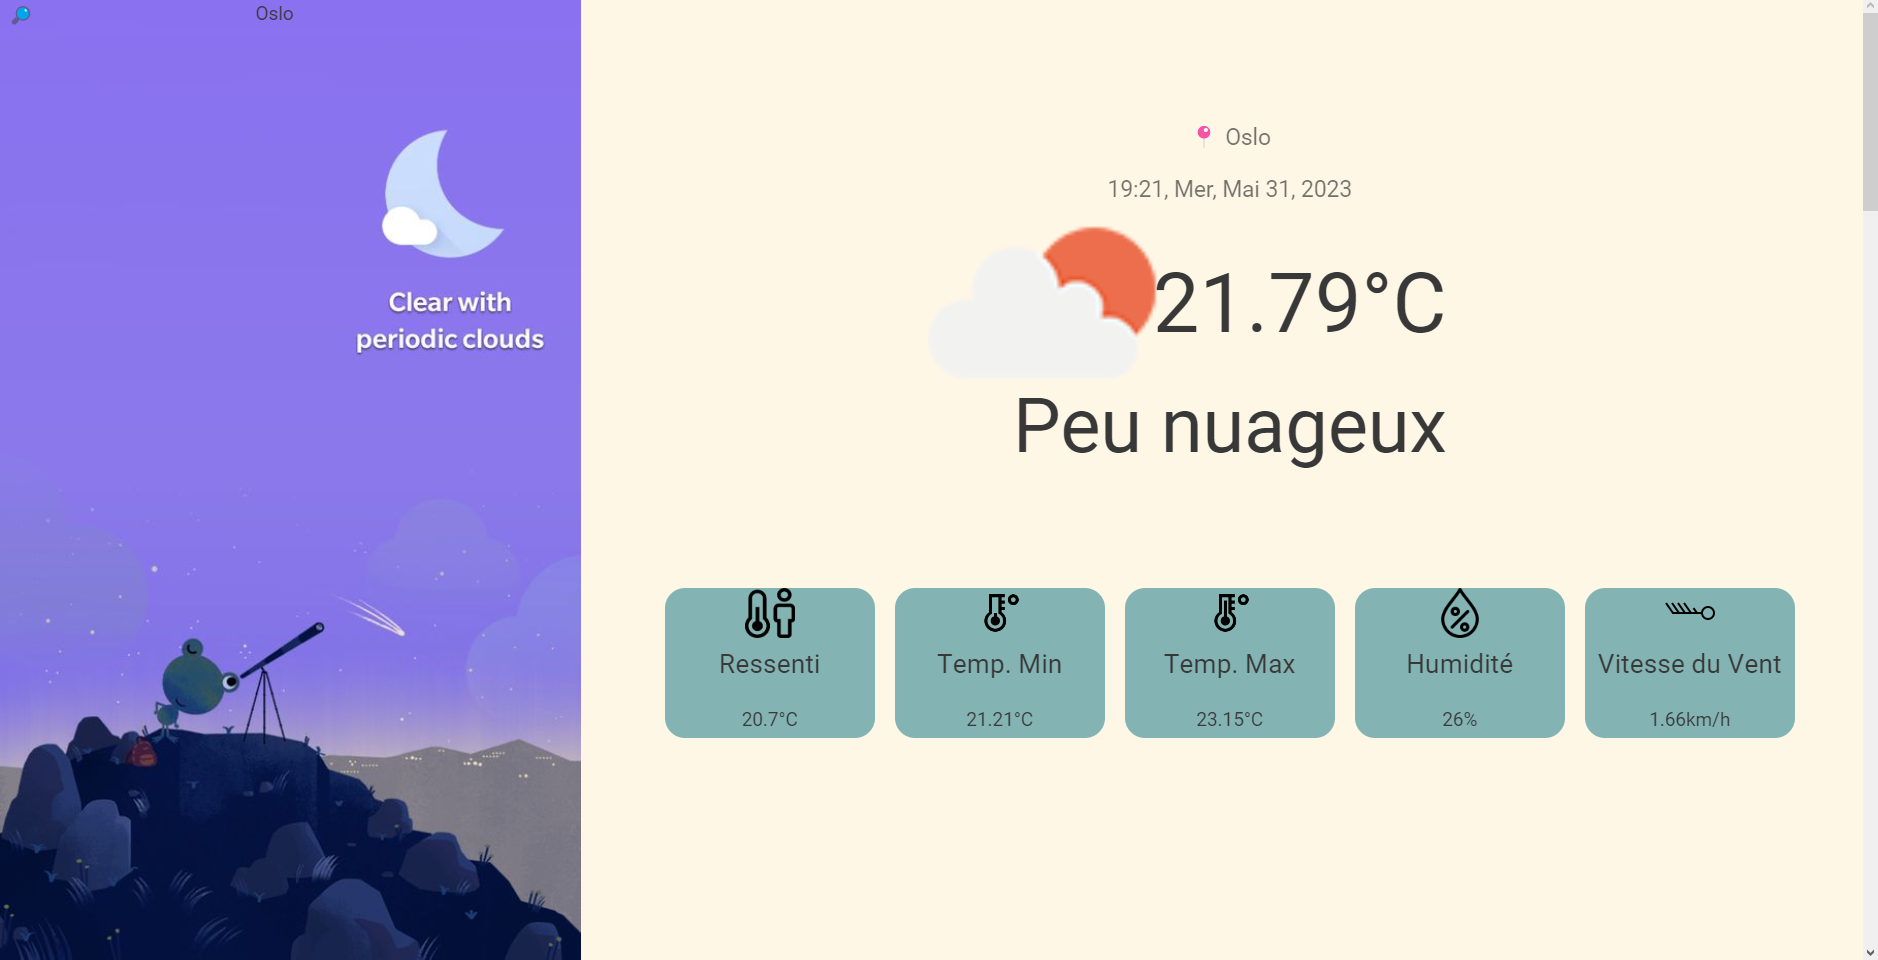 Oslo
Clear with
periodic clouds
Oslo
19:21, Mer, Mai 31, 2023
21.79°C
Peu nuageux
Ressenti
20.7°C
Temp. Min
21.21°C
Temp. Max
23.15°C
Humidité
26%
Vitesse du Vent
1.66km/h